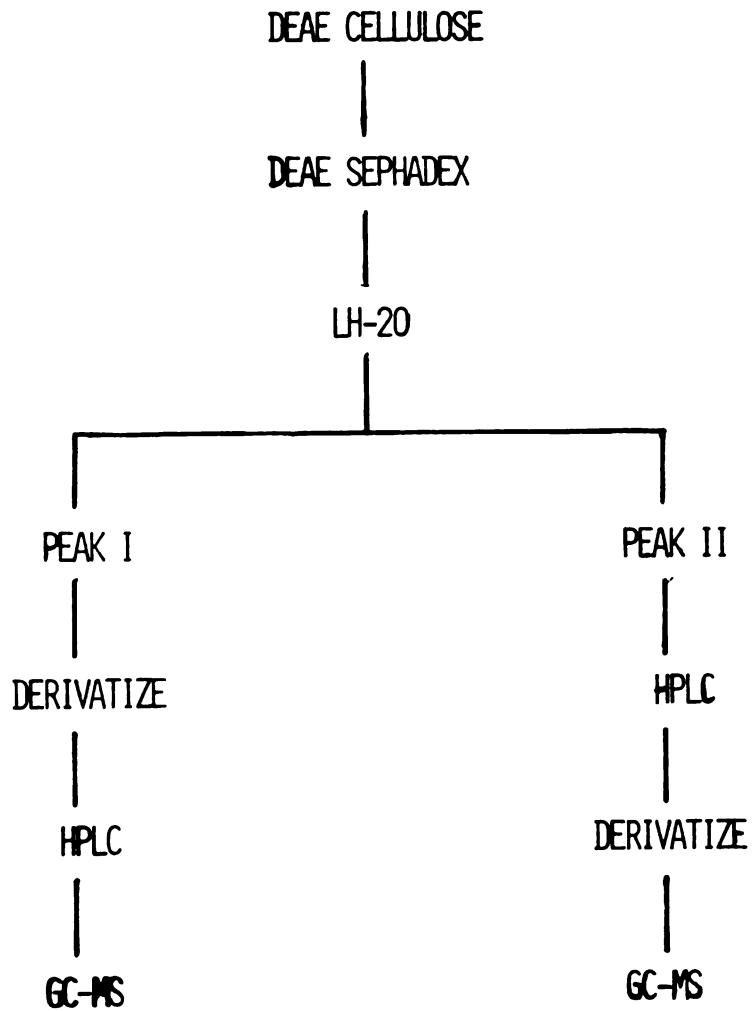 DEAE CELLULOSE
DEAE SEPHADEX
LH-20
PEAK I
DERIVATIZE
HPLC
GC-MS
PEAK II
HPLC
DERIVATIZE
GC-MS